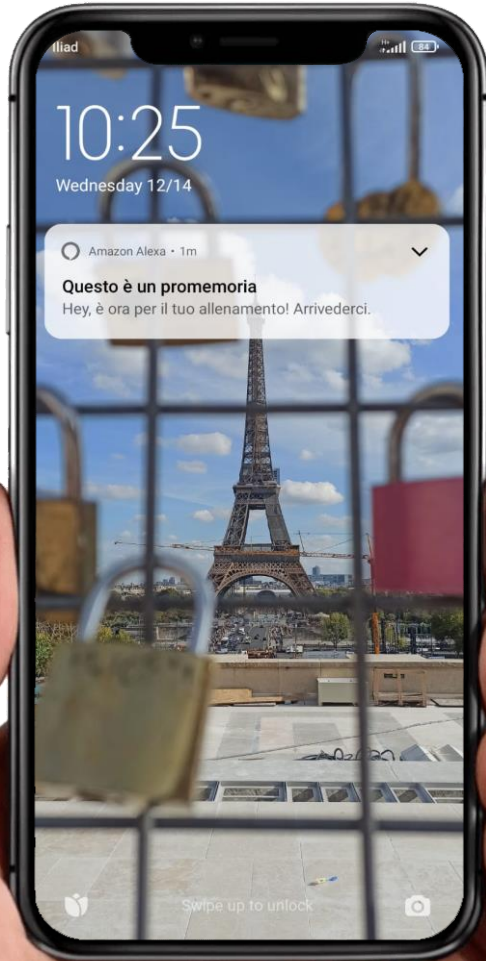 Iliad
84
10:25
Wednesday 12/14
Amazon Alexa • 1m
Questo è un promemoria
Hey, è ora per il tuo allenamento! Arrivederci.
Swipe up to unlock